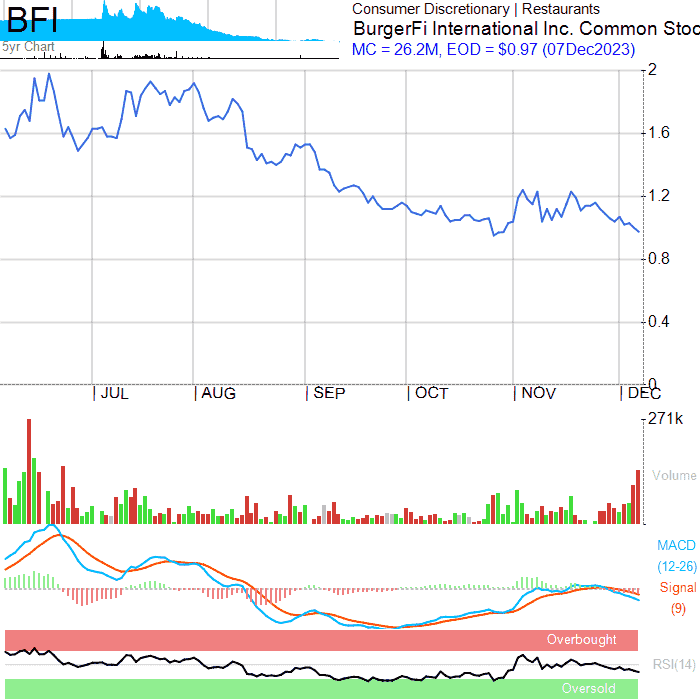 BFI
5yr Chart
Consumer Discretionary | Restaurants
BurgerFi International Inc. Common Stoc
MC = 26.2M, EOD = $0.97 (07Dec2023)
2
1.6
1.2
0.8
0.4
0
JUL
AUG
SEP
OCT
NOV
DEC
271k
Volume
MACD
(12-26)
Signal
(9)
Overbought
RSI(14)
Oversold